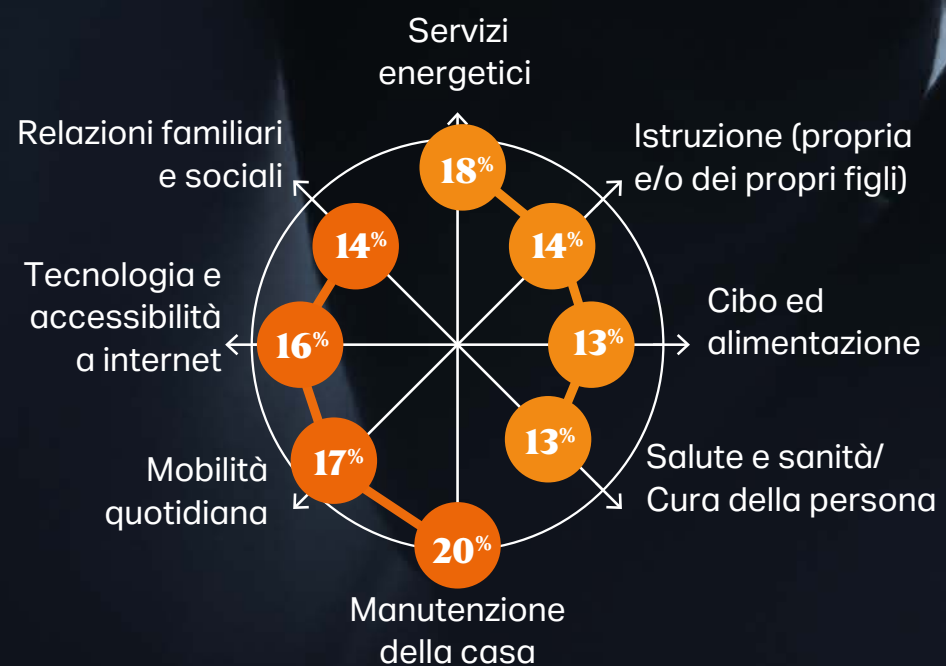 Servizi
energetici
18%
Istruzione (propria
e/o dei propri figli)
14%
Cibo ed
alimentazione
13%
Salute e sanità/
Cura della persona
13%
Manutenzione
della casa
20%
Mobilità
quotidiana
17%
Tecnologia e
accessibilità
a internet
16%
Relazioni familiari
e sociali
14%